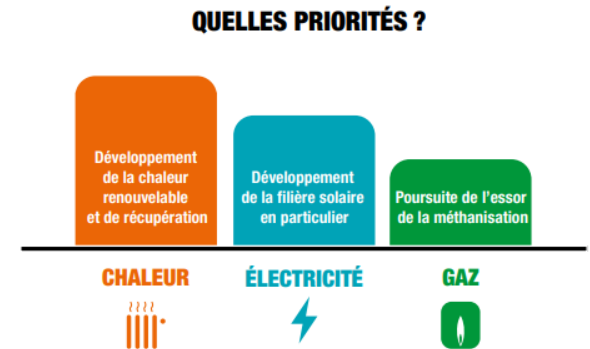 QUELLES PRIORITÉS ?
Développement
de la chaleur
renouvelable
et de récupération
Développement
de la filière solaire
en particulier
Poursuite de l'essor
de la méthanisation
CHALEUR
ÉLECTRICITÉ
GAZ